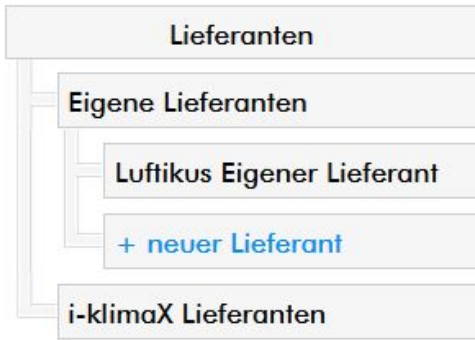 Lieferanten
Eigene Lieferanten
Luftikus Eigener Lieferant
+ neuer Lieferant
i-klimaX Lieferanten